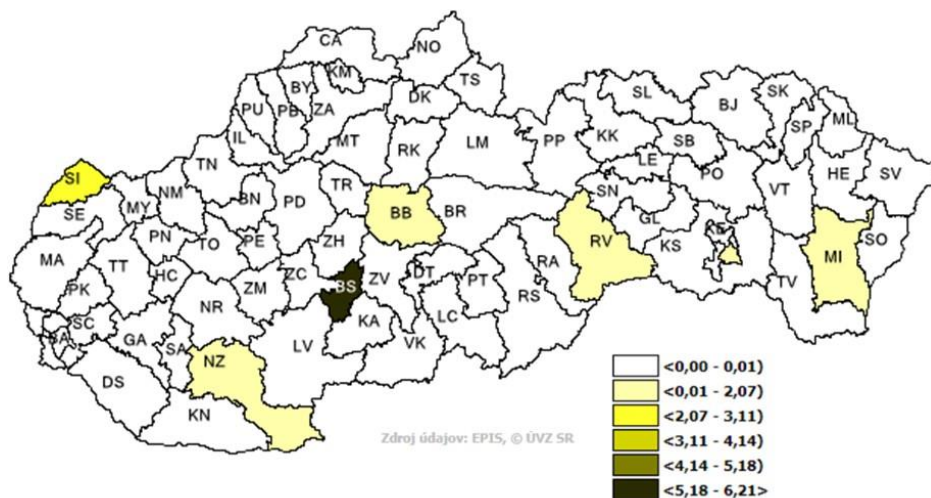 CA
NO
KM
TS
BY
PU
PB
ZA
DK
SL
BJ
SK
IL
MT
RK
LM
PP
KK
SB
SP
ML
TN
LE
PO
HE
SV
SI
NM
BN
PD
TR
SN
VT
SE
MY
BB
BR
GL
KE
PN
TO
PE
ZH
RV
KS
SO
MA
TT
HC
ZM
ZC
BS
ZV
DT
PT
RA
MI
PK
NR
TV
SC
KA
LC
RS
BA
GA
SA
NZ
LV
VK
DS
KN
<0,00 - 0,01)
<0,01 - 2,07)
<2,07 - 3,11)
<3,11 - 4,14)
<4,14 - 5,18)
<5,18 - 6,21>
Zdroj údajov: EPIS, © ÚVZ SR